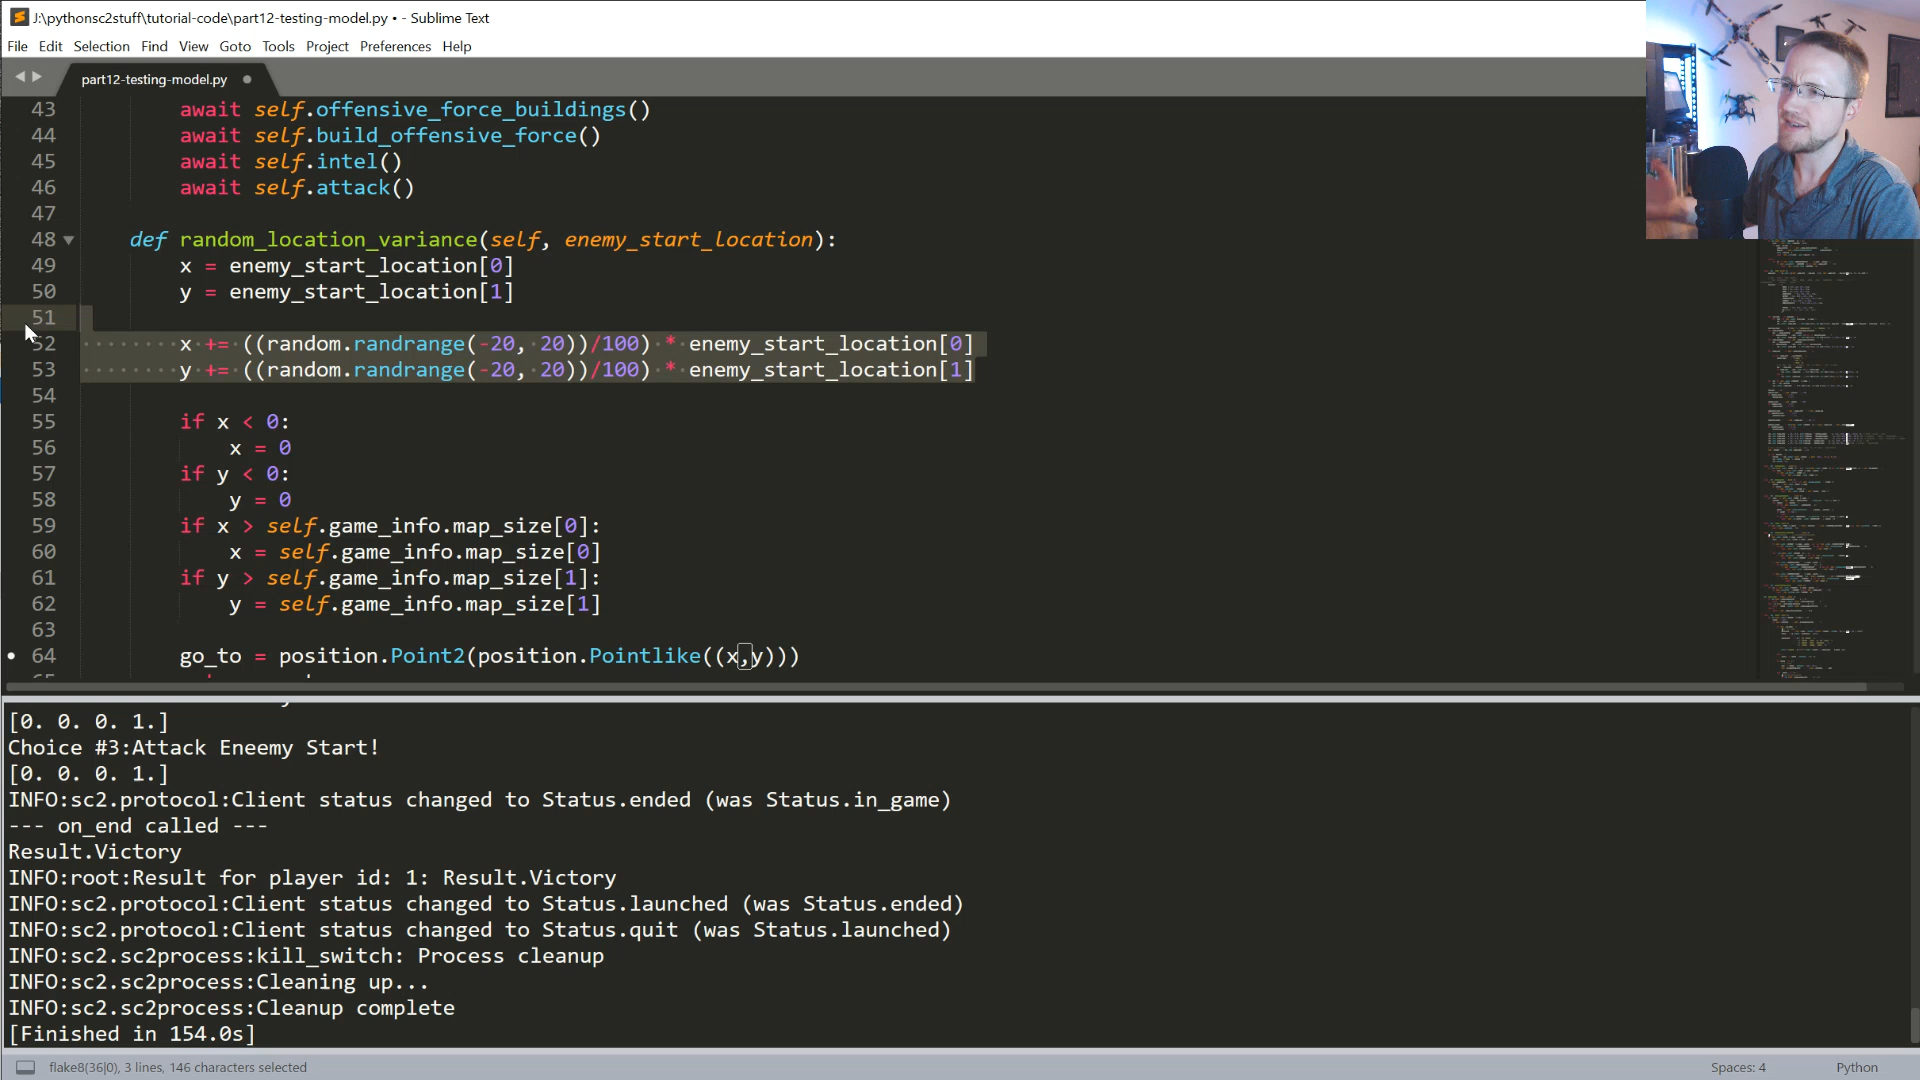 J:\pythonsc2stuff\tutorial-code\part12-testing-model.py • - Sublime Text
File Edit Selection Find View Goto Tools Project Preferences Help
part12-testing-model.py
43 await self.offensive_force_buildings()
44 await self.build_offensive_force()
45 await self.intel()
46 await self.attack()
47
48 def random_location_variance(self, enemy_start_location):
49 x = enemy_start_location[0]
50 y = enemy_start_location[1]
51
52 x += ((random.randrange(-20, 20))/100) * enemy_start_location[0]
53 y += ((random.randrange(-20, 20))/100) * enemy_start_location[1]
54
55 if x < 0:
56 x = 0
57 if y < 0:
58 y = 0
59 if x > self.game_info.map_size[0]:
60 x = self.game_info.map_size[0]
61 if y > self.game_info.map_size[1]:
62 y = self.game_info.map_size[1]
63
64 go_to = position.Point2(position.Pointlike((x,y)))
[0. 0. 0. 1.]
Choice #3:Attack Eneemy Start!
[0. 0. 0. 1.]
INFO:sc2.protocol:Client status changed to Status.ended (was Status.in_game)
--- on_end called ---
Result.Victory
INFO:root:Result for player id: 1: Result.Victory
INFO:sc2.protocol:Client status changed to Status.launched (was Status.ended)
INFO:sc2.protocol:Client status changed to Status.quit (was Status.launched)
INFO:sc2.sc2process:kill_switch: Process cleanup
INFO:sc2.sc2process:Cleaning up...
INFO:sc2.sc2process:Cleanup complete
[Finished in 154.0s]
flake8(36|0), 3 lines, 146 characters selected Spaces: 4 Python